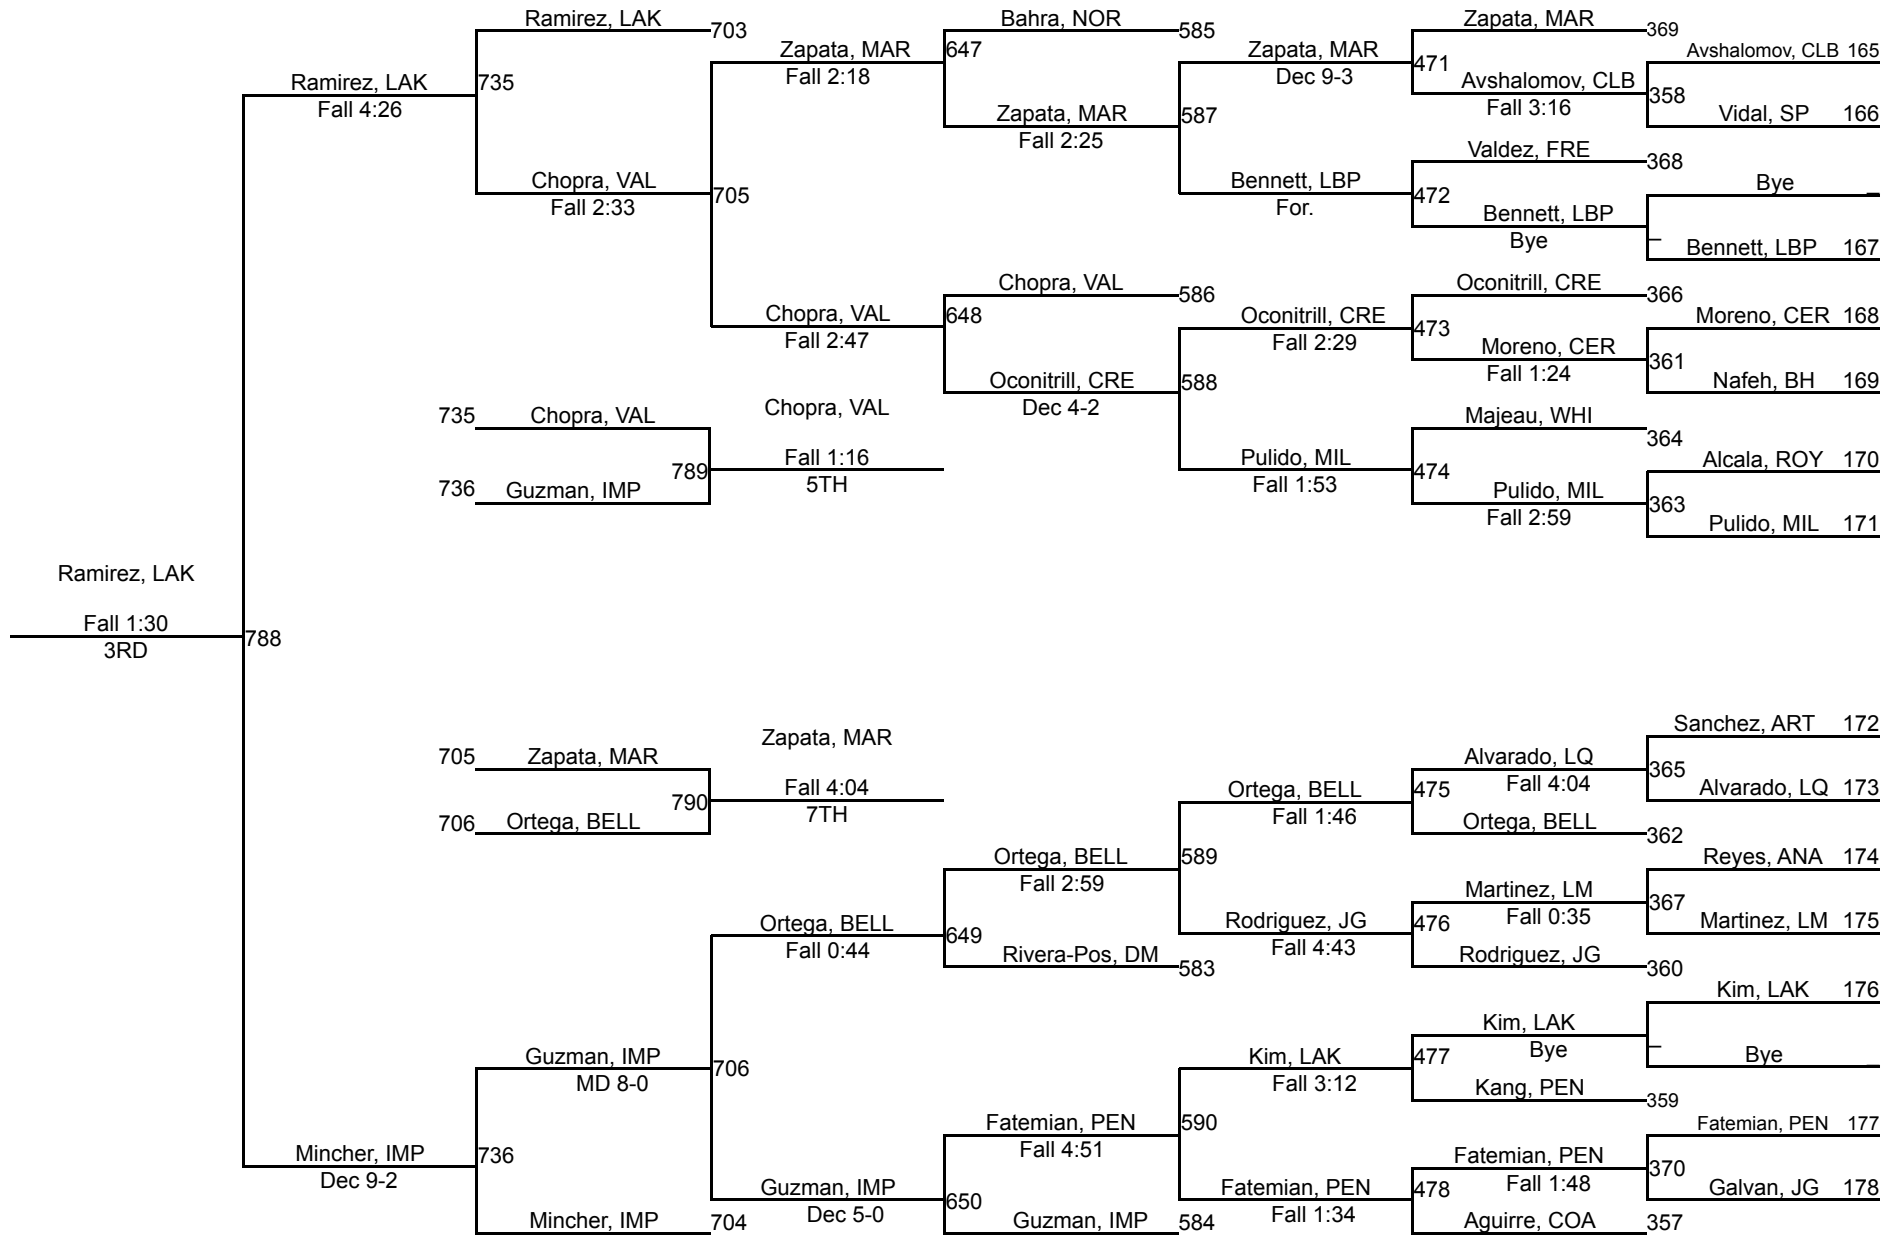 Ramirez, LAK
703
Bahra, NOR
585
Zapata, MAR
369
Zapata, MAR
647
Zapata, MAR
Avshalomov, CLB 165
Fall 2:18
Dec 9-3
471
Ramirez, LAK
735
Avshalomov, CLB
358
Fall 4:26
Fall 3:16
Zapata, MAR
587
Vidal, SP 166
Fall 2:25
Valdez, FRE
368
Chopra, VAL
705
Bennett, LBP
472
Bye _
Fall 2:33
For.
Bennett, LBP
Bye
_
Bennett, LBP 167
Chopra, VAL
586
Oconitrill, CRE
366
Chopra, VAL
648
Oconitrill, CRE
473
Moreno, CER 168
Fall 2:47
Fall 2:29
Moreno, CER
361
Fall 1:24
Oconitrill, CRE
588
Nafeh, BH 169
Dec 4-2
735
Chopra, VAL
Chopra, VAL
Majeau, WHI
364
789
Fall 1:16
Pulido, MIL
474
Alcala, ROY 170
5TH
Fall 1:53
736
Guzman, IMP
Pulido, MIL
363
Fall 2:59
Pulido, MIL 171
Ramirez, LAK
Fall 1:30
788
3RD
Sanchez, ART 172
705
Zapata, MAR
Zapata, MAR
Alvarado, LQ
365
Fall 4:04
790
Fall 4:04
Ortega, BELL
475
Alvarado, LQ 173
7TH
Fall 1:46
706
Ortega, BELL
Ortega, BELL
362
Ortega, BELL
589
Reyes, ANA 174
Fall 2:59
Martinez, LM
367
Fall 0:35
Ortega, BELL
649
Rodriguez, JG
476
Martinez, LM 175
Fall 0:44
Fall 4:43
Rivera-Pos, DM
583
Rodriguez, JG
360
Kim, LAK 176
Kim, LAK
_
Bye
Guzman, IMP
706
Kim, LAK
477
Bye _
MD 8-0
Fall 3:12
Kang, PEN
359
Fatemian, PEN
590
Fatemian, PEN 177
Fall 4:51
Mincher, IMP
736
Fatemian, PEN
370
Dec 9-2
Fall 1:48
Guzman, IMP
650
Fatemian, PEN
478
Galvan, JG 178
Dec 5-0
Fall 1:34
Mincher, IMP
704
Guzman, IMP
584
Aguirre, COA
357